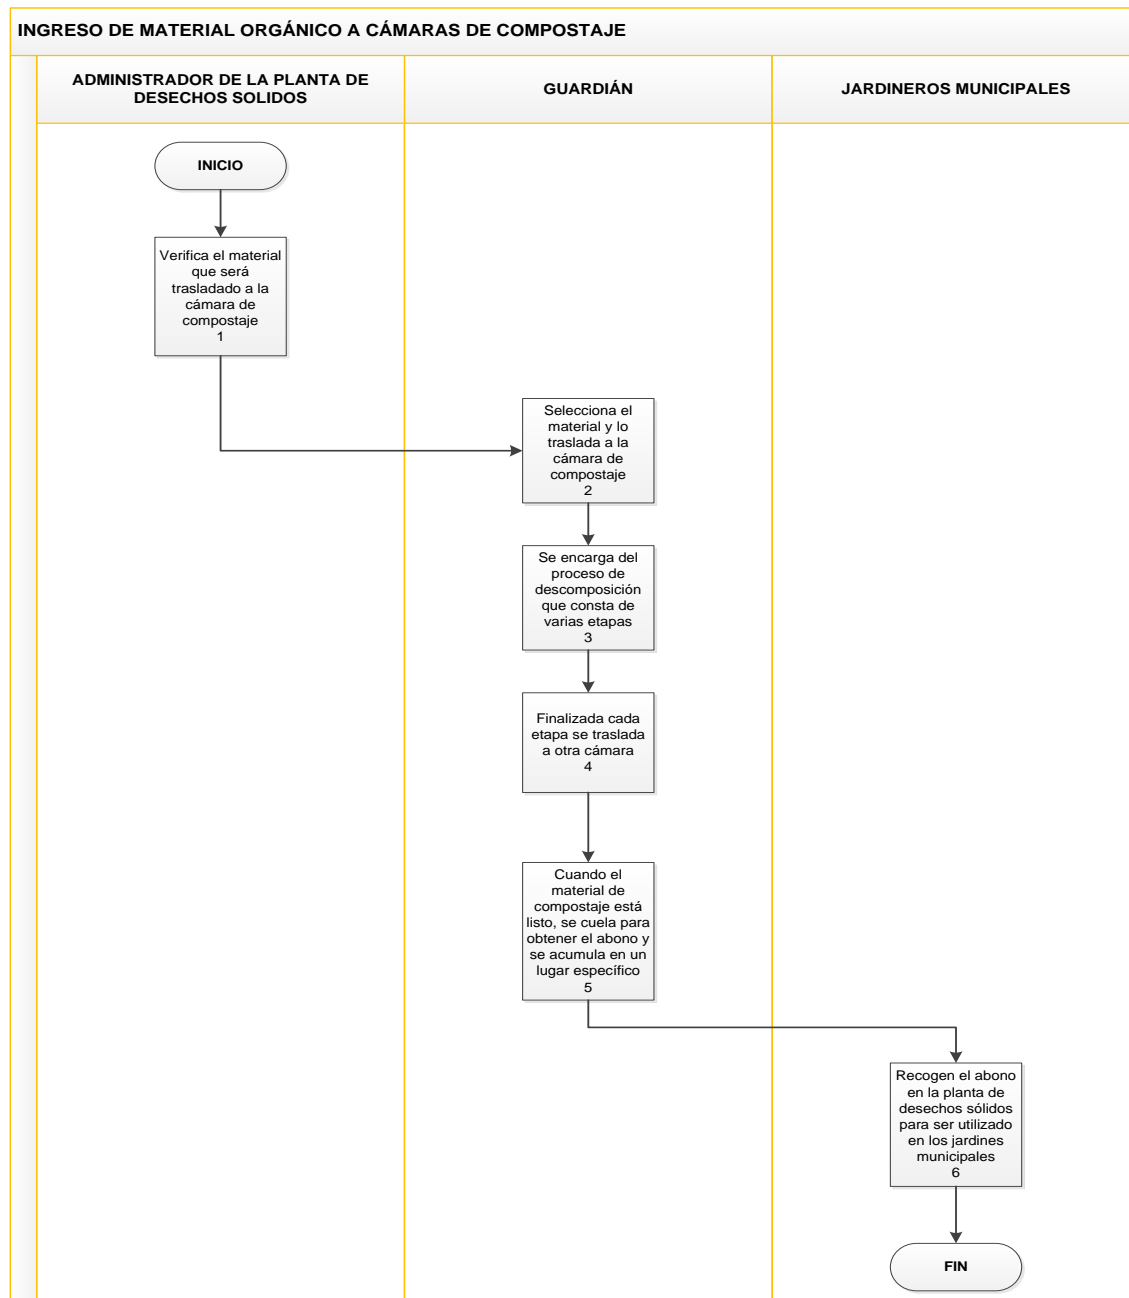 INGRESO DE MATERIAL ORGÁNICO A CÁMARAS DE COMPOSTAJE
ADMINISTRADOR DE LA PLANTA DE
DESECHOS SOLIDOS
GUARDIÁN
JARDINEROS MUNICIPALES
INICIO
Verifica el material
que será
trasladado a la
cámara de
compostaje
1
Selecciona el
material y lo
traslada a la
cámara de
compostaje
2
Se encarga del
proceso de
descomposición
que consta de
varias etapas
3
Finalizada cada
etapa se traslada
a otra cámara
4
Cuando el
material de
compostaje está
listo, se cuela para
obtener el abono y
se acumula en un
lugar específico
5
Recogen el abono
en la planta de
desechos sólidos
para ser utilizado
en los jardines
municipales
6
FIN